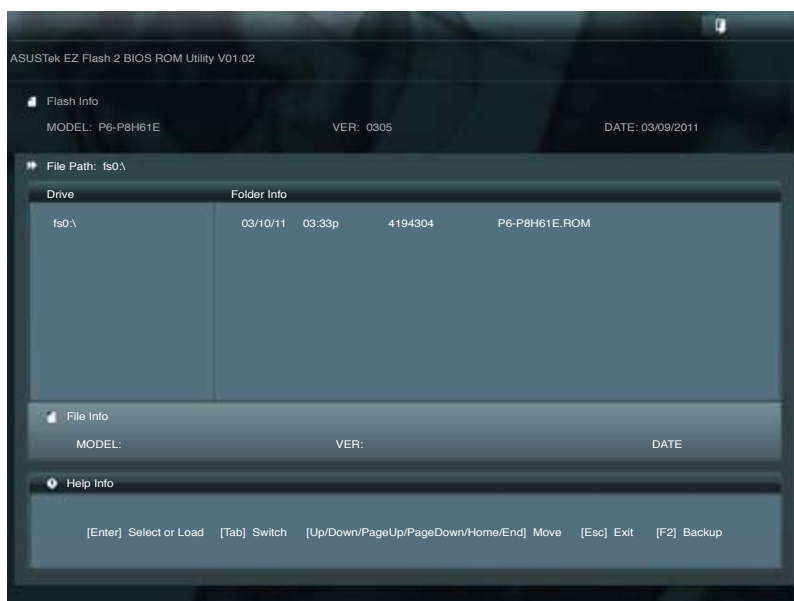 ASUSTek EZ Flash 2 BIOS ROM Utility V01.02
Flash Info
MODEL: P6-P8H61E VER: 0305 DATE: 03/09/2011
File Path: fs0:\
Drive Folder Info
fs0:\ 03/10/11 03:33p 4194304 P6-P8H61E.ROM
File Info
MODEL: VER: DATE
Help Info
[Enter] Select or Load [Tab] Switch [Up/Down/PageUp/PageDown/Home/End] Move [Esc] Exit [F2] Backup